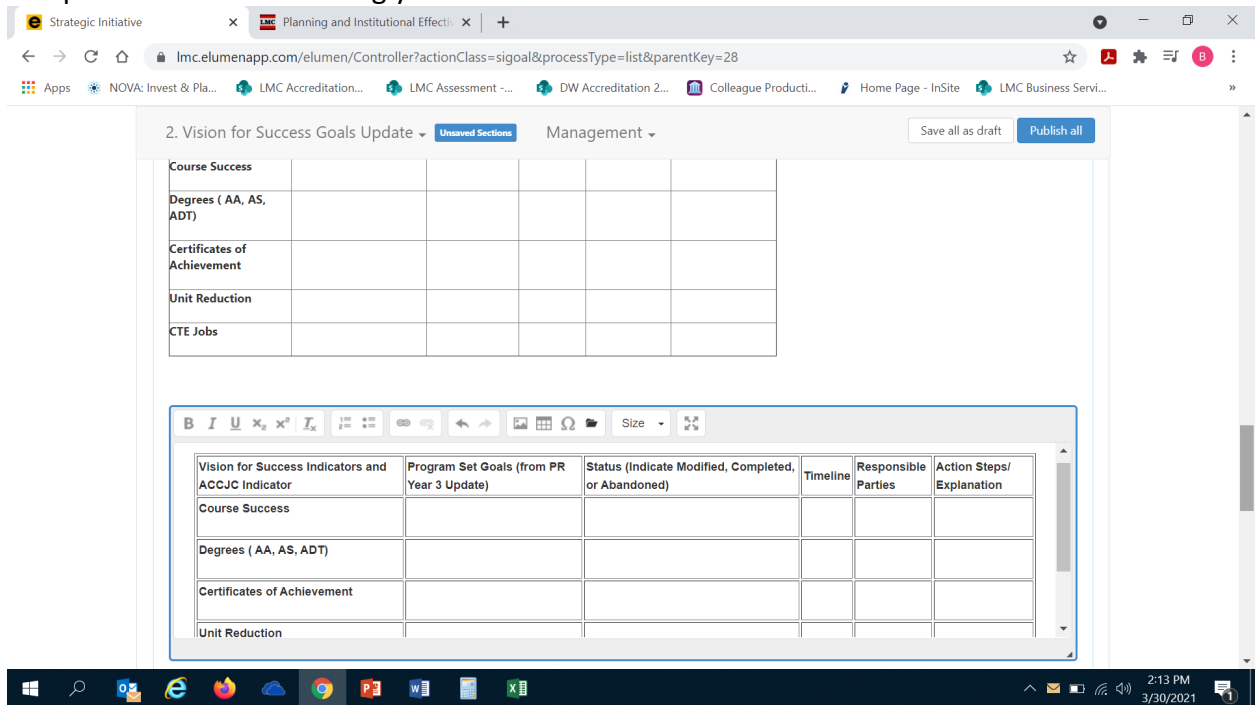 Strategic Initiative
LMC Planning and Institutional Effectiv
lmc.elumenapp.com/elumen/Controller?actionClass=sigoal&processType=list&parentKey=28
B
Apps NOVA: Invest & Pla... LMC Accreditation... LMC Assessment -... DW Accreditation 2... Colleague Producti... Home Page - InSite LMC Business Servi... »
2. Vision for Success Goals Update Unsaved Sections Management Save all as draft Publish all
Course Success
Degrees ( AA, AS,
ADT)
Certificates of
Achievement
Unit Reduction
CTE Jobs
B I U x₂ x² Ix Ω Size
Vision for Success Indicators and
ACCJC Indicator
Program Set Goals (from PR
Year 3 Update)
Status (Indicate Modified, Completed,
or Abandoned)
Timeline
Responsible
Parties
Action Steps/
Explanation
Course Success
Degrees ( AA, AS, ADT)
Certificates of Achievement
Unit Reduction
2:13 PM
3/30/2021
1